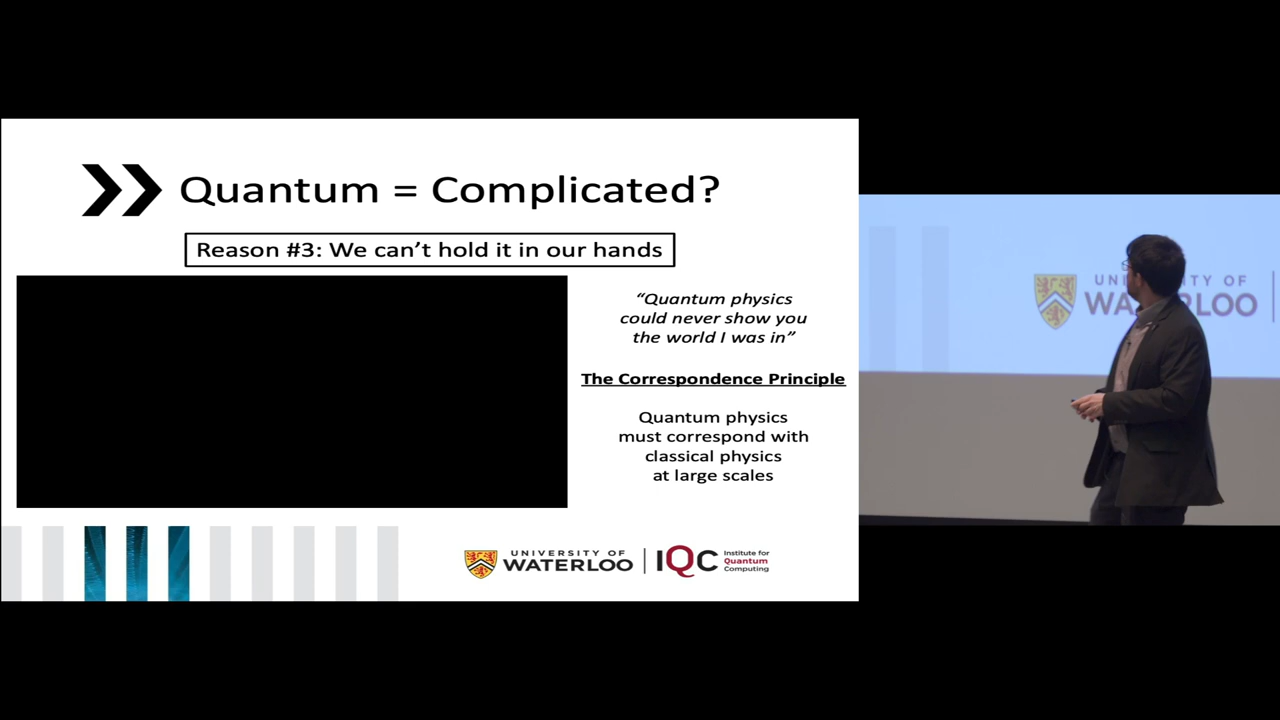 Quantum = Complicated?
Reason #3: We can’t hold it in our hands
“Quantum physics
could never show you
the world I was in”
The Correspondence Principle
Quantum physics
must correspond with
classical physics
at large scales
UNIVERSITY OF
WATERLOO
IQC
Institute for
Quantum
Computing
UNIVERSITY OF
WATERLOO